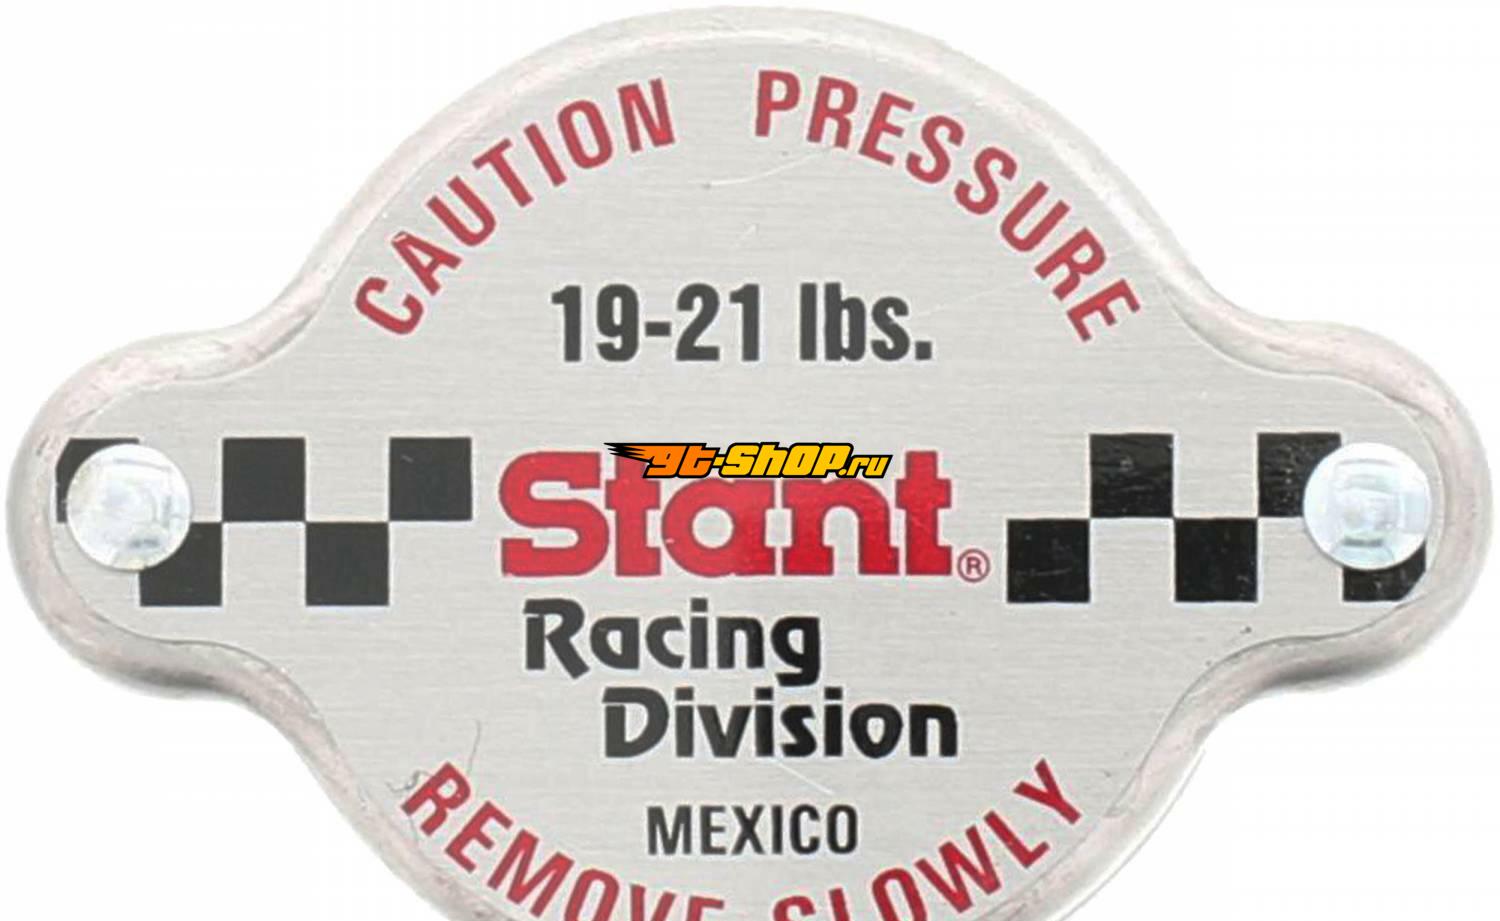 CAUTION PRESSURE
19-21 lbs.
gt-shop.ru
Stant®
Racing
Division
MEXICO
REMOVE SLOWLY